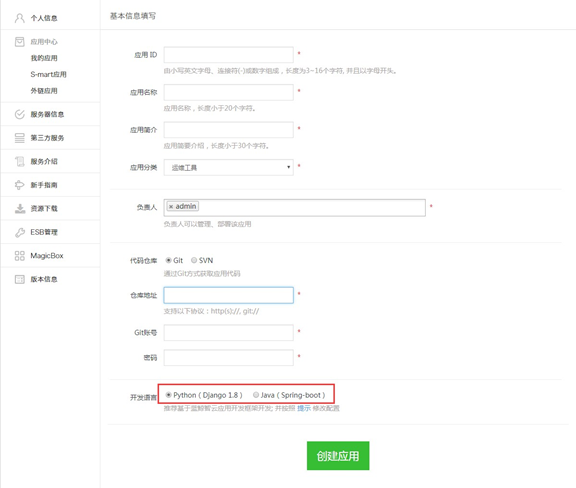 个人信息
应用中心
我的应用
S-mart应用
外链应用
服务器信息
第三方服务
服务介绍
新手指南
资源下载
ESB管理
MagicBox
版本信息
基本信息填写
应用 ID *
由小写英文字母、连接符(-)或数字组成，长度为3~16个字符, 并且以字母开头。
应用名称 *
应用名称，长度小于20个字符。
应用简介 *
应用简要介绍，长度小于30个字符。
应用分类 运维工具 *
负责人 × admin *
负责人可以管理、部署该应用
代码仓库 Git SVN
通过Git方式获取应用代码
仓库地址 *
支持以下协议：http(s)://, git://
Git账号 *
密码 *
开发语言 Python ( Django 1.8 ) Java ( Spring-boot )
推荐基于蓝鲸智云应用开发框架开发; 并按照 提示 修改配置
创建应用